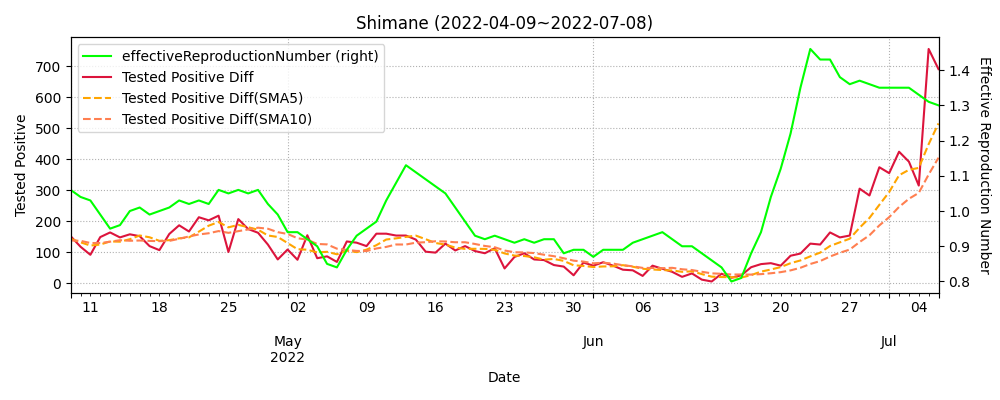 Shimane (2022-04-09~2022-07-08)
effectiveReproductionNumber (right)
Tested Positive Diff
Tested Positive Diff(SMA5)
Tested Positive Diff(SMA10)
Tested Positive
700
600
500
400
300
200
100
0
1.4
1.3
1.2
1.1
1.0
0.9
0.8
Effective Reproduction Number
11 18 25 02 09 16 23 30 06 13 20 27 04
May Jun Jul
2022
Date